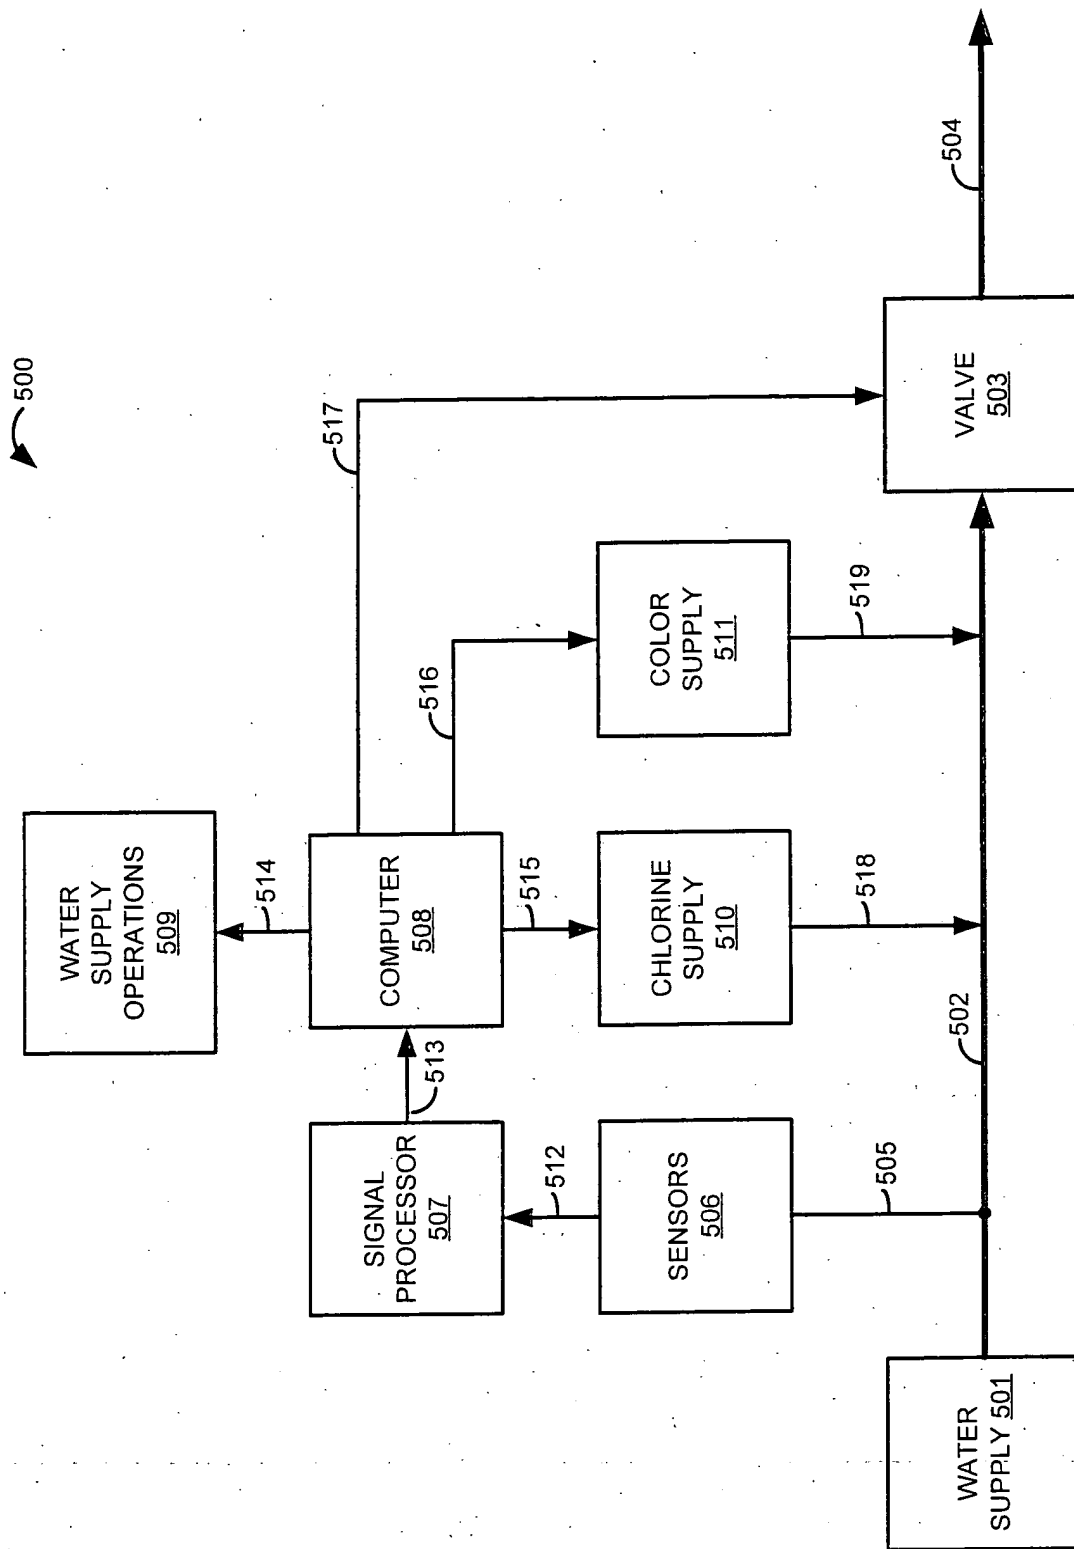 500
WATER
SUPPLY
OPERATIONS
509
514
517
SIGNAL
PROCESSOR
507
513
COMPUTER
508
516
512
515
SENSORS
506
CHLORINE
SUPPLY
510
COLOR
SUPPLY
511
505
518
519
WATER
SUPPLY 501
502
VALVE
503
504